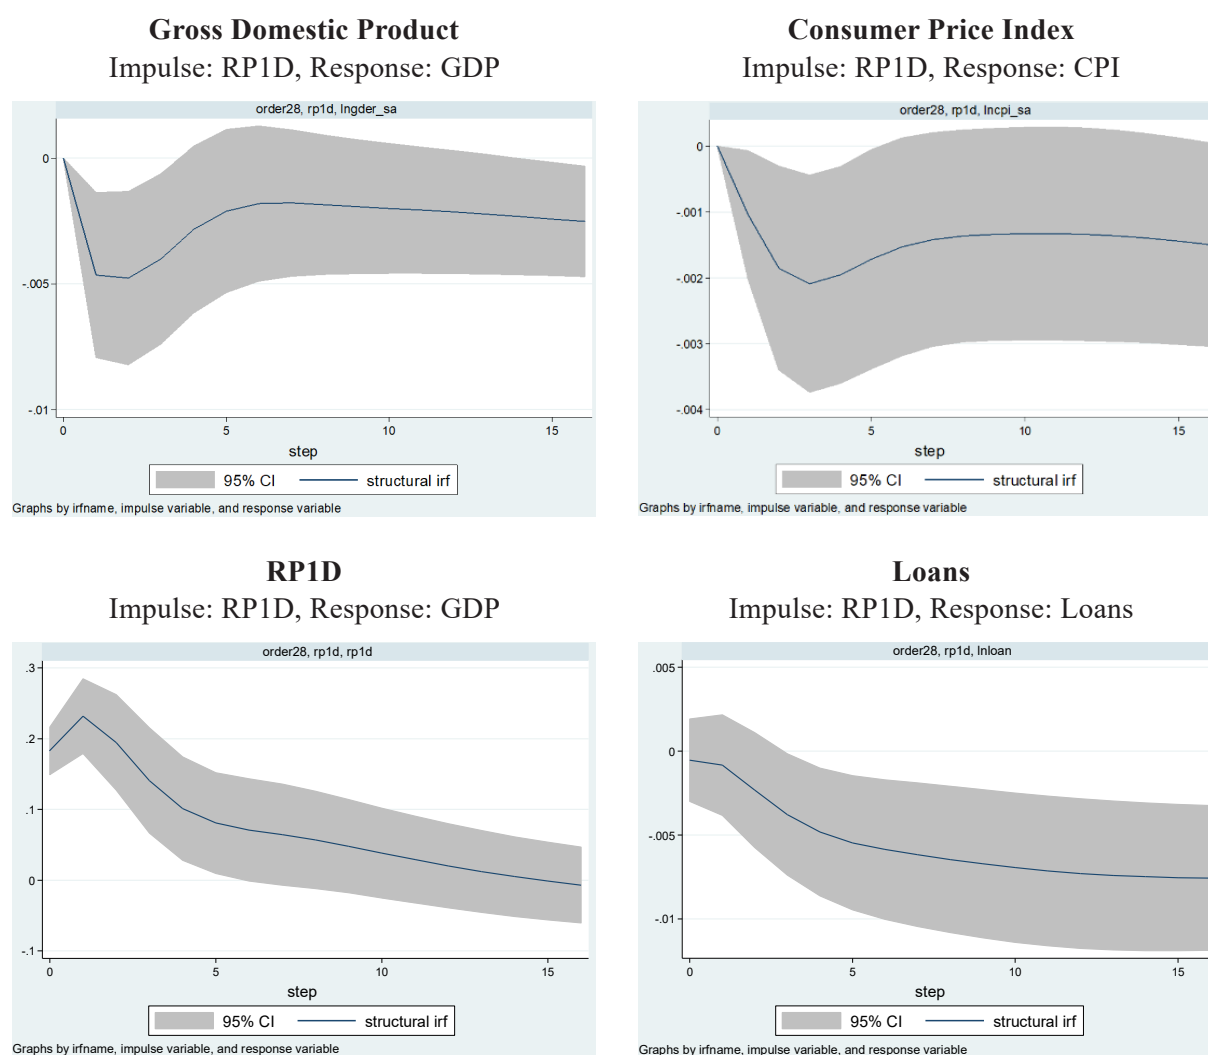 Gross Domestic Product
Impulse: RP1D, Response: GDP
order28, rp1d, lngder_sa
0
-.005
-.01
0 5 10 15
step
95% CI structural irf
Graphs by irfname, impulse variable, and response variable
Consumer Price Index
Impulse: RP1D, Response: CPI
order28, rp1d, lncpi_sa
0
-.001
-.002
-.003
-.004
0 5 10 15
step
95% CI structural irf
Graphs by irfname, impulse variable, and response variable
RP1D
Impulse: RP1D, Response: GDP
order28, rp1d, rp1d
.3
.2
.1
0
-.1
0 5 10 15
step
95% CI structural irf
Graphs by irfname, impulse variable, and response variable
Loans
Impulse: RP1D, Response: Loans
order28, rp1d, lnloan
.005
0
-.005
-.01
0 5 10 15
step
95% CI structural irf
Graphs by irfname, impulse variable, and response variable